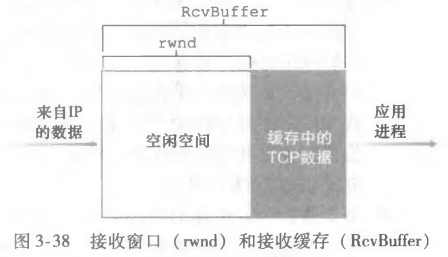 RcvBuffer
rwnd
来自IP
的数据
空闲空间
缓存中的
TCP数据
应用
进程
图3-38 接收窗口（rwnd）和接收缓存（RcvBuffer）